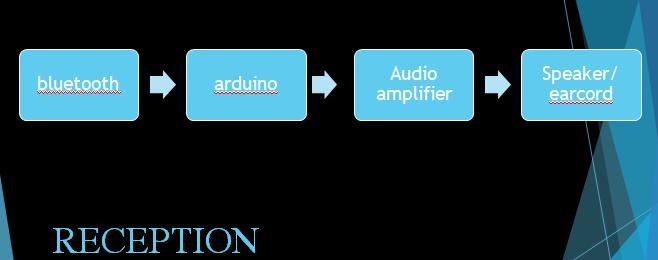 bluetooth
arduino
Audio
amplifier
Speaker/
earcord
RECEPTION